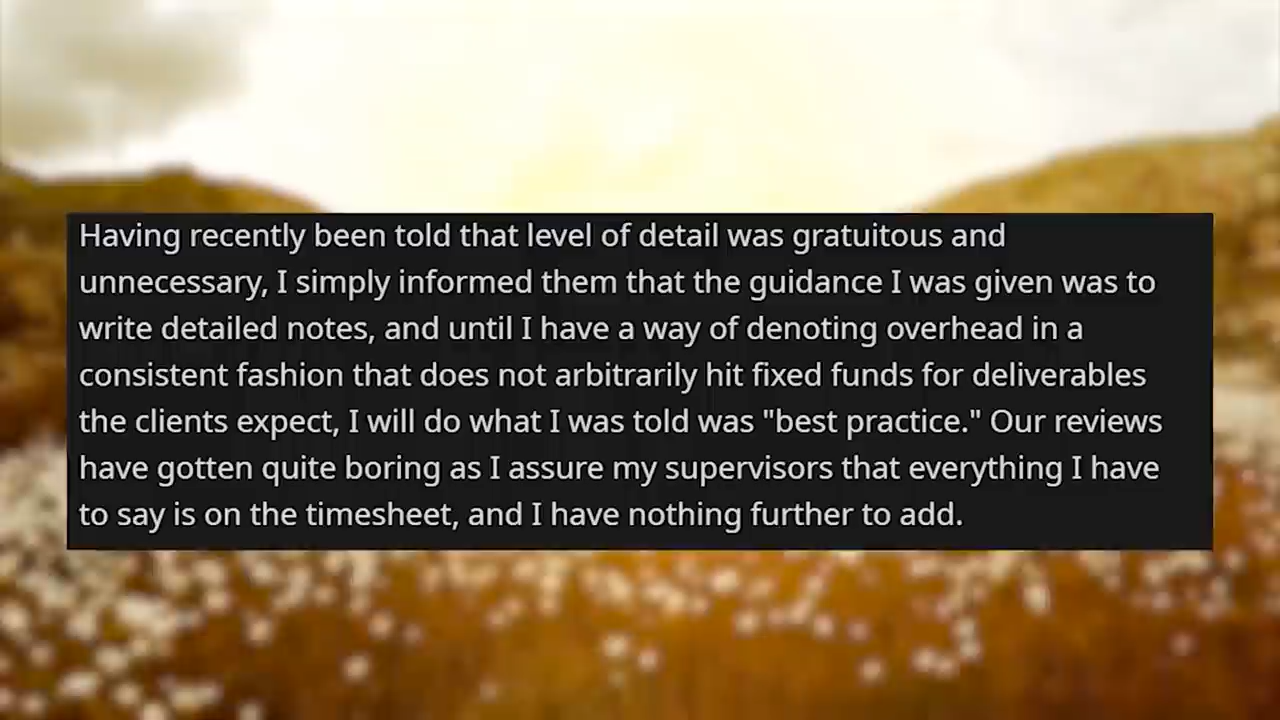 Having recently been told that level of detail was gratuitous and
unnecessary, I simply informed them that the guidance I was given was to
write detailed notes, and until I have a way of denoting overhead in a
consistent fashion that does not arbitrarily hit fixed funds for deliverables
the clients expect, I will do what I was told was "best practice." Our reviews
have gotten quite boring as I assure my supervisors that everything I have
to say is on the timesheet, and I have nothing further to add.